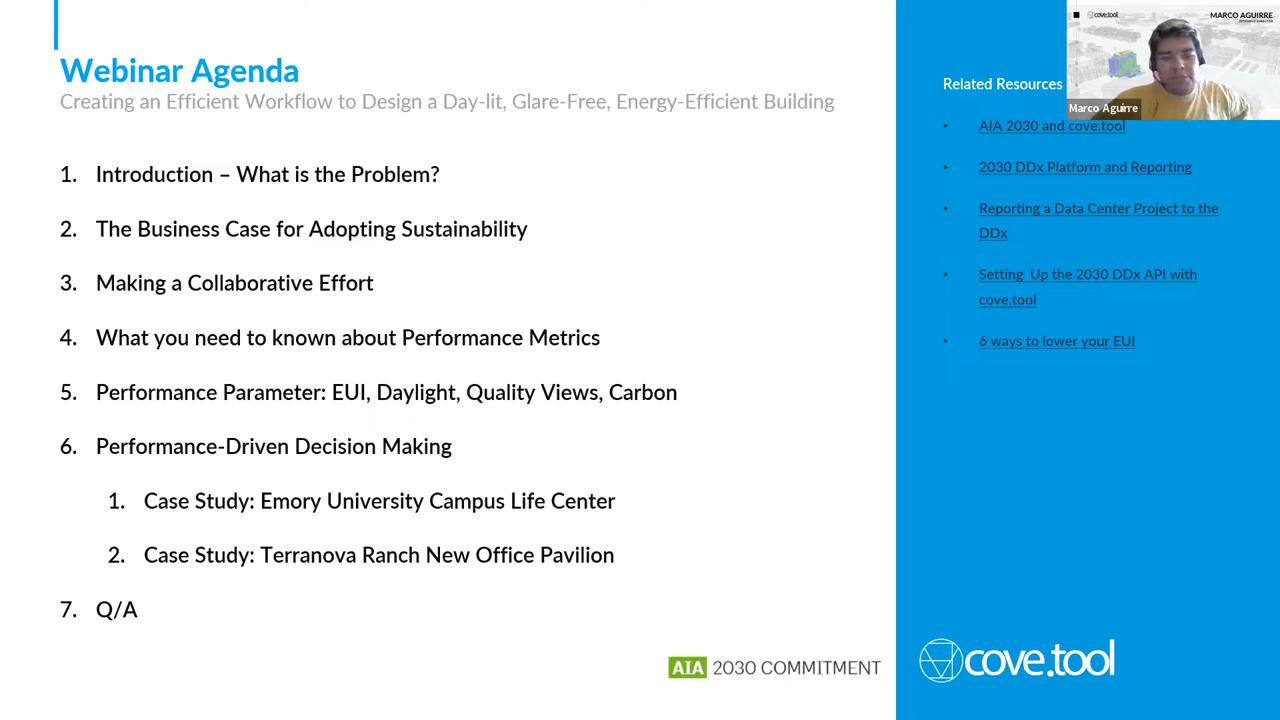 Webinar Agenda
Creating an Efficient Workflow to Design a Day-lit, Glare-Free, Energy-Efficient Building
1. Introduction – What is the Problem?
2. The Business Case for Adopting Sustainability
3. Making a Collaborative Effort
4. What you need to known about Performance Metrics
5. Performance Parameter: EUI, Daylight, Quality Views, Carbon
6. Performance-Driven Decision Making
1. Case Study: Emory University Campus Life Center
2. Case Study: Terranova Ranch New Office Pavilion
7. Q/A
AIA 2030 COMMITMENT
Related Resources
• AIA 2030 and cove.tool
• 2030 DDx Platform and Reporting
• Reporting a Data Center Project to the
DDx
• Setting Up the 2030 DDx API with
cove.tool
• 6 ways to lower your EUI
cove.tool
cove.tool
MARCO AGUIRRE
Marco Aguirre